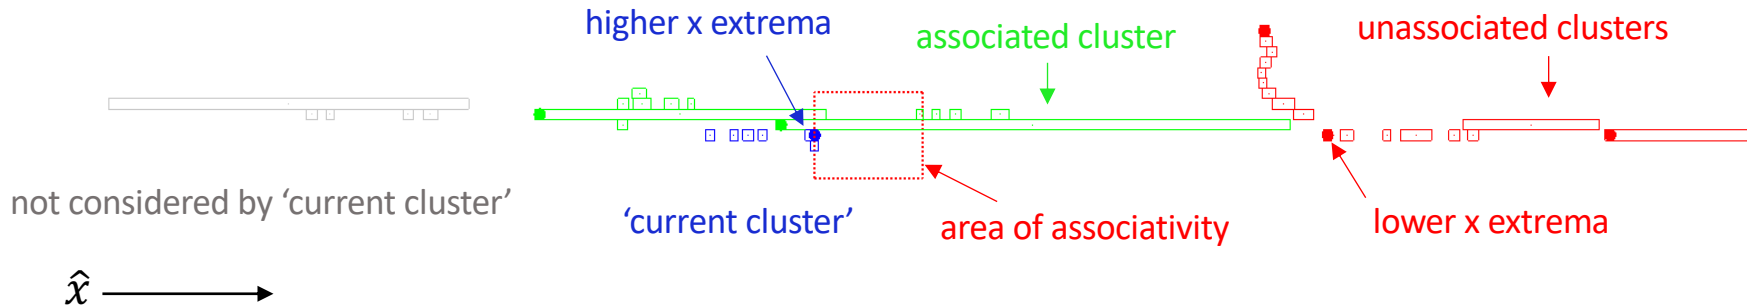 higher x extrema
associated cluster
unassociated clusters
not considered by ‘current cluster’
‘current cluster’
area of associativity
lower x extrema
x̂